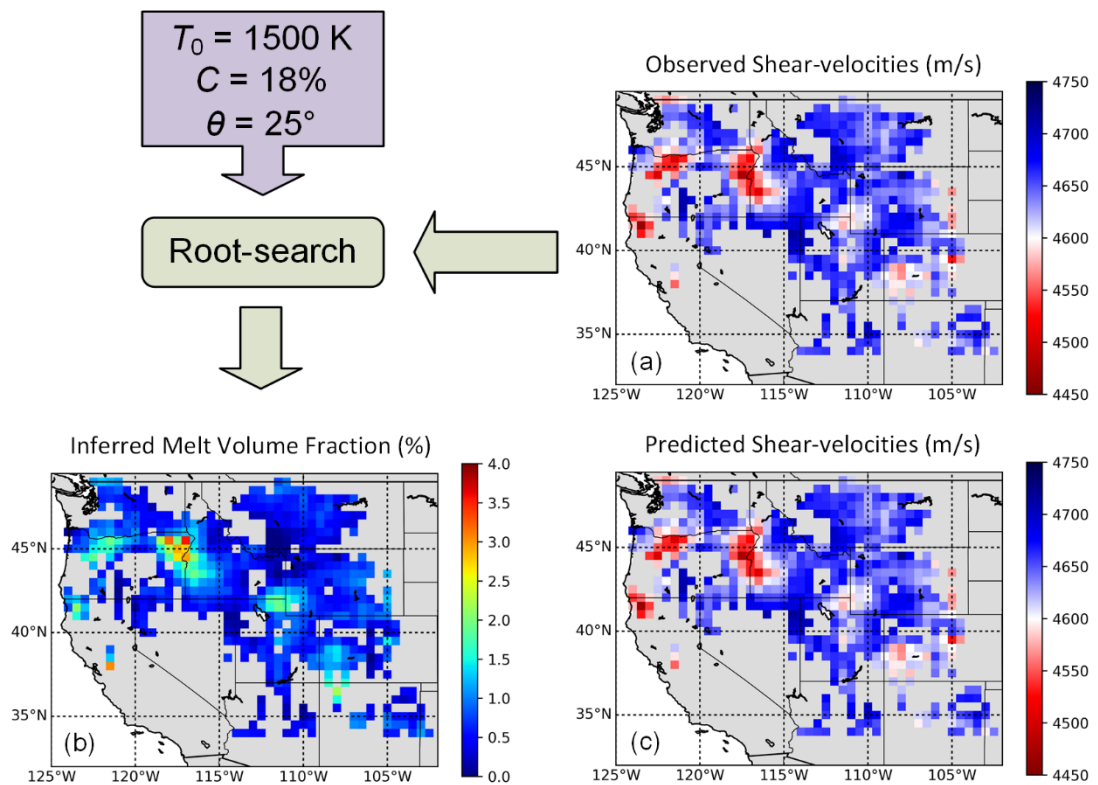 T₀ = 1500 K
C = 18%
θ = 25°
Root-search
Observed Shear-velocities (m/s)
45°N
40°N
35°N
(a)
125°W 120°W 115°W 110°W 105°W
4750
4700
4650
4600
4550
4500
4450
Inferred Melt Volume Fraction (%)
45°N
40°N
35°N
(b)
125°W 120°W 115°W 110°W 105°W
4.0
3.5
3.0
2.5
2.0
1.5
1.0
0.5
0.0
Predicted Shear-velocities (m/s)
45°N
40°N
35°N
(c)
125°W 120°W 115°W 110°W 105°W
4750
4700
4650
4600
4550
4500
4450